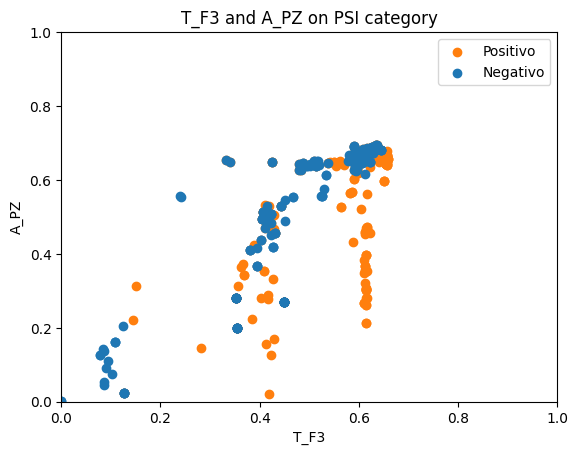 T_F3 and A_PZ on PSI category
Positivo
Negativo
1.0
0.8
0.6
0.4
0.2
0.0
A_PZ
0.0 0.2 0.4 0.6 0.8 1.0
T_F3